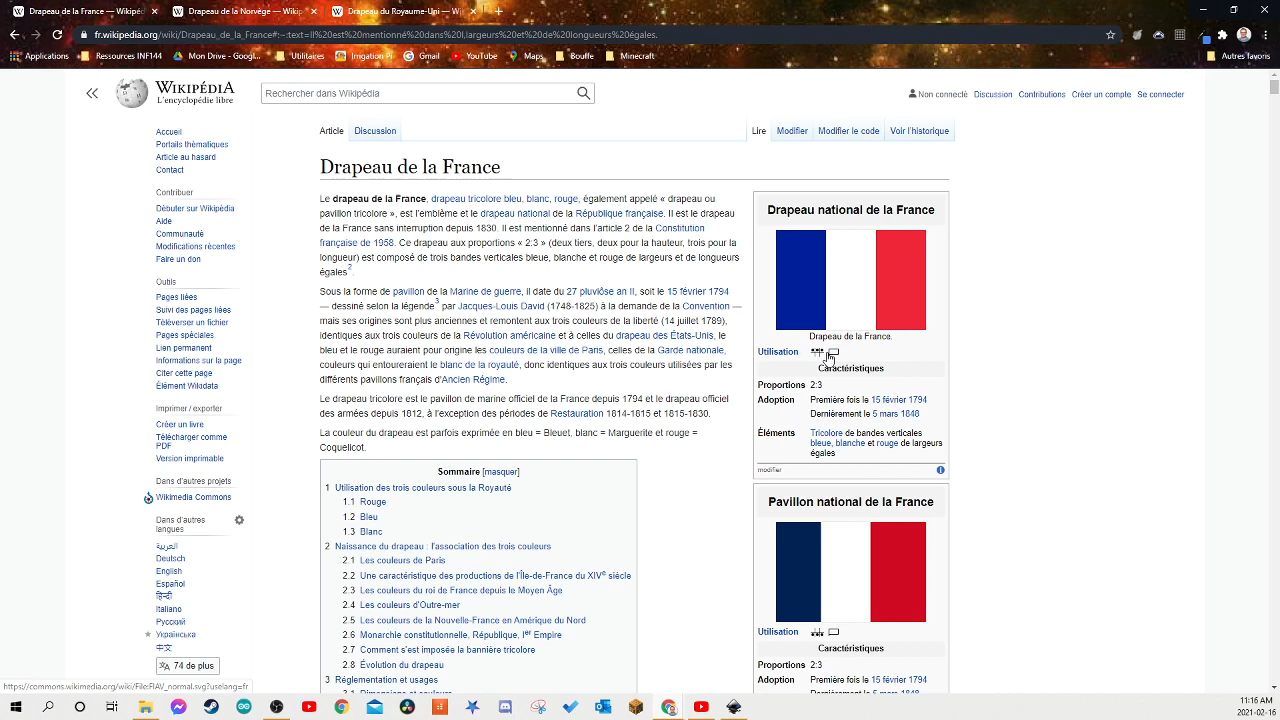 Drapeau de la France — Wikipé
Drapeau de la Norvège — Wikip
Drapeau du Royaume-Uni — Wik
fr.wikipedia.org/wiki/Drapeau_de_la_France#:~:text=Il%20est%20mentionné%20dans%20l,largeurs%20et%20de%20longueurs%20égales.
Applications
Ressources INF144
Mon Drive - Googl...
Utilitaires
Imgation Pi
Gmail
YouTube
Maps
Bouffe
Minecraft
Autres favoris
WIKIPÉDIA
L'encyclopédie libre
Rechercher dans Wikipédia
Non connecté Discussion Contributions Créer un compte Se connecter
Article Discussion
Lire Modifier Modifier le code Voir l'historique
Accueil
Portails thématiques
Article au hasard
Contact
Contribuer
Débuter sur Wikipédia
Aide
Communauté
Modifications récentes
Faire un don
Outils
Pages liées
Suivi des pages liées
Téléverser un fichier
Pages spéciales
Lien permanent
Informations sur la page
Citer cette page
Élément Wikidata
Imprimer / exporter
Créer un livre
Télécharger comme
PDF
Version imprimable
Dans d'autres projets
Wikimedia Commons
Dans d'autres
langues
العربية
Deutsch
English
Español
हिन्दी
Italiano
Русский
Українська
中文
74 de plus
Drapeau de la France
Le drapeau de la France, drapeau tricolore bleu, blanc, rouge, également appelé « drapeau ou
pavillon tricolore », est l'emblème et le drapeau national de la République française. Il est le drapeau
de la France sans interruption depuis 1830. Il est mentionné dans l'article 2 de la Constitution
française de 1958. Ce drapeau aux proportions « 2:3 » (deux tiers, deux pour la hauteur, trois pour la
longueur) est composé de trois bandes verticales bleue, blanche et rouge de largeurs et de longueurs
égales2.
Sous la forme de pavillon de la Marine de guerre, il date du 27 pluviôse an II, soit le 15 février 1794
— dessiné selon la légende3 par Jacques-Louis David (1748-1825) à la demande de la Convention —
mais ses origines sont plus anciennes et remontent aux trois couleurs de la liberté (14 juillet 1789),
identiques aux trois couleurs de la Révolution américaine et à celles du drapeau des États-Unis, le
bleu et le rouge auraient pour origine les couleurs de la ville de Paris, celles de la Garde nationale,
couleurs qui entoureraient le blanc de la royauté, donc identiques aux trois couleurs utilisées par les
différents pavillons français d'Ancien Régime.
Le drapeau tricolore est le pavillon de marine officiel de la France depuis 1794 et le drapeau officiel
des armées depuis 1812, à l'exception des périodes de Restauration 1814-1815 et 1815-1830.
La couleur du drapeau est parfois exprimée en bleu = Bleuet, blanc = Marguerite et rouge =
Coquelicot.
Sommaire [masquer]
1 Utilisation des trois couleurs sous la Royauté
1.1 Rouge
1.2 Bleu
1.3 Blanc
2 Naissance du drapeau : l'association des trois couleurs
2.1 Les couleurs de Paris
2.2 Une caractéristique des productions de l'Île-de-France du XIVe siècle
2.3 Les couleurs du roi de France depuis le Moyen Âge
2.4 Les couleurs d'Outre-mer
2.5 Les couleurs de la Nouvelle-France en Amérique du Nord
2.6 Monarchie constitutionnelle, République, Ier Empire
2.7 Comment s'est imposée la bannière tricolore
2.8 Évolution du drapeau
3 Réglementation et usages
3.1 Dimensions et couleurs
Drapeau national de la France
Drapeau de la France.
Utilisation
Caractéristiques
Proportions 2:3
Adoption Première fois le 15 février 1794
Dernièrement le 5 mars 1848
Éléments Tricolore de bandes verticales
bleue, blanche et rouge de largeurs
égales
modifier
Pavillon national de la France
Utilisation
Caractéristiques
Proportions 2:3
Adoption Première fois le 15 février 1794
Dernièrement le 5 mars 1848
https://commons.wikimedia.org/wiki/File:FIAV_normal.svg?uselang=fr
11:16 AM
2021-02-16